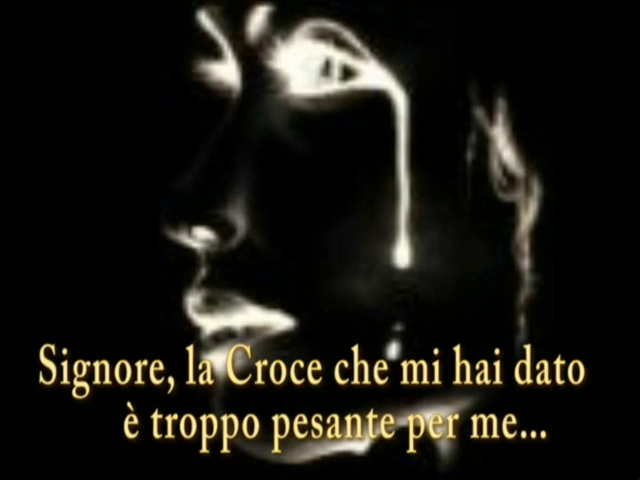 Signore, la Croce che mi hai dato
è troppo pesante per me...